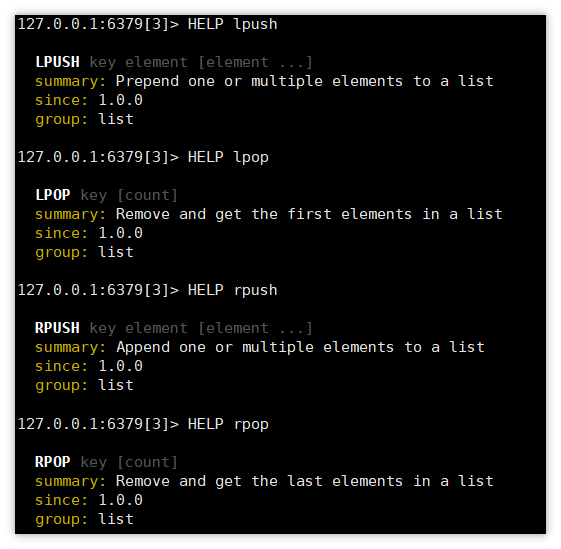 127.0.0.1:6379[3]> HELP lpush
LPUSH key element [element ...]
summary: Prepend one or multiple elements to a list
since: 1.0.0
group: list
127.0.0.1:6379[3]> HELP lpop
LPOP key [count]
summary: Remove and get the first elements in a list
since: 1.0.0
group: list
127.0.0.1:6379[3]> HELP rpush
RPUSH key element [element ...]
summary: Append one or multiple elements to a list
since: 1.0.0
group: list
127.0.0.1:6379[3]> HELP rpop
RPOP key [count]
summary: Remove and get the last elements in a list
since: 1.0.0
group: list